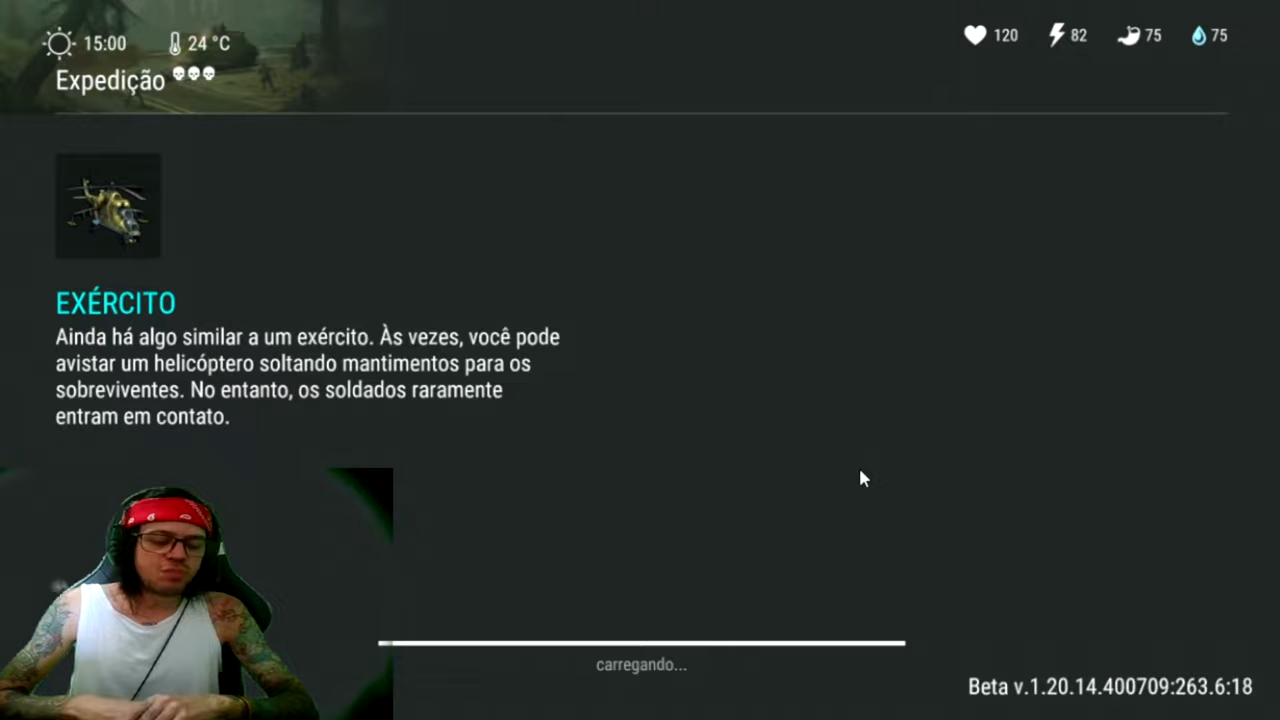 15:00 24 °C
120 82 75 75
Expedição
EXÉRCITO
Ainda há algo similar a um exército. Às vezes, você pode
avistar um helicóptero soltando mantimentos para os
sobreviventes. No entanto, os soldados raramente
entram em contato.
carregando...
Beta v.1.20.14.400709:263.6:18